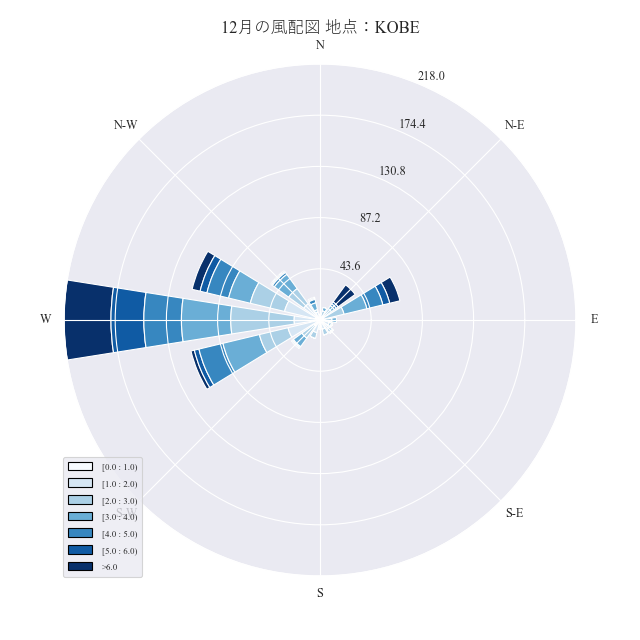 12月の風配図 地点：KOBE
N
218.0
N-W
174.4
N-E
130.8
87.2
43.6
W
E
[0.0 : 1.0)
[1.0 : 2.0)
[2.0 : 3.0)
S-W
S-E
[3.0 : 4.0)
[4.0 : 5.0)
[5.0 : 6.0)
>6.0
S